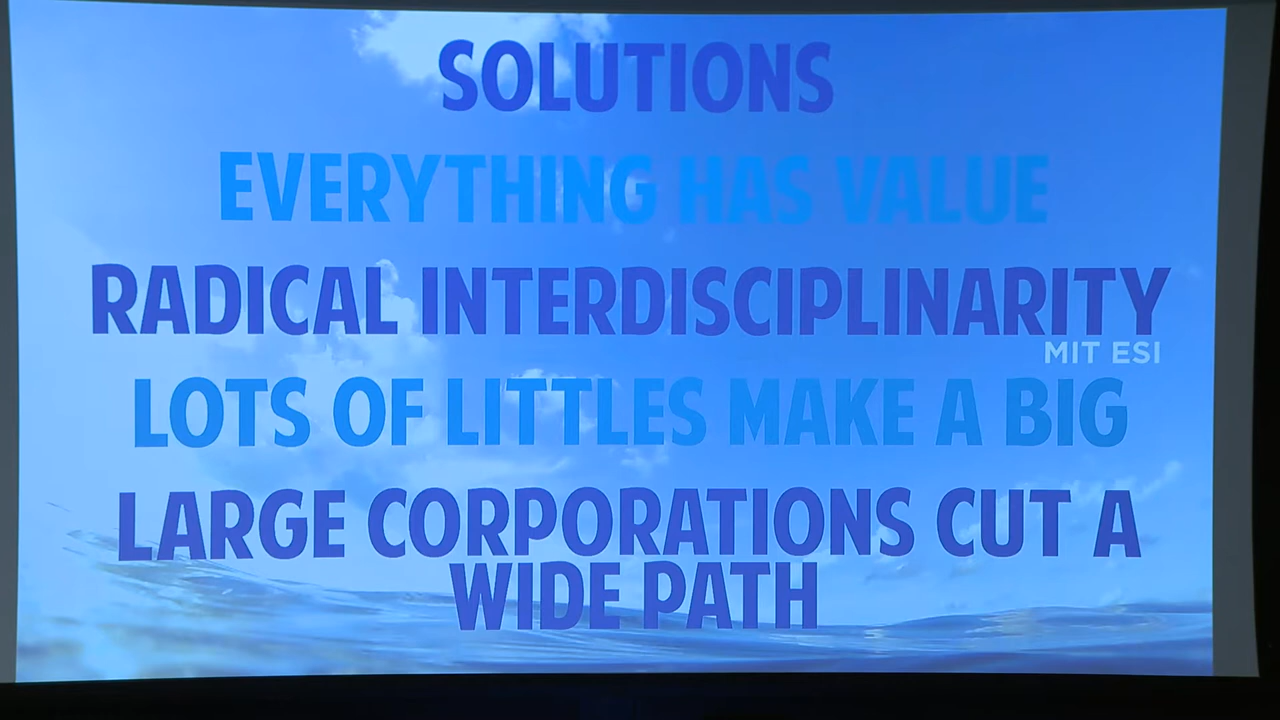 SOLUTIONS
EVERYTHING HAS VALUE
RADICAL INTERDISCIPLINARITY
MIT ESI
LOTS OF LITTLES MAKE A BIG
LARGE CORPORATIONS CUT A
WIDE PATH